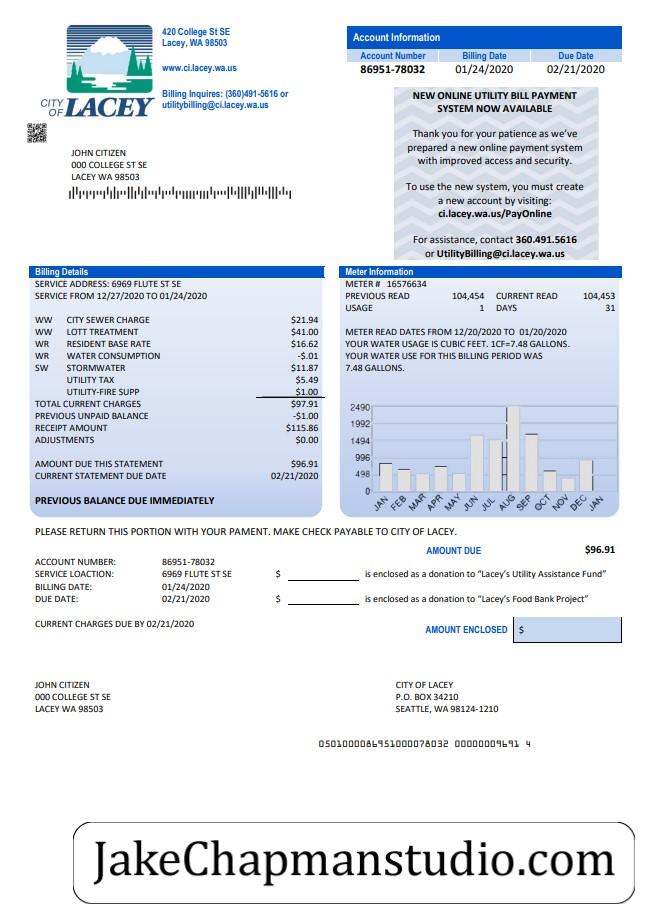 420 College St SE
Lacey, WA 98503
www.ci.lacey.wa.us
Billing Inquires: (360)491-5616 or
utilitybilling@ci.lacey.wa.us
CITY OF LACEY
Account Information
Account Number Billing Date Due Date
86951-78032 01/24/2020 02/21/2020
NEW ONLINE UTILITY BILL PAYMENT
SYSTEM NOW AVAILABLE
Thank you for your patience as we've
prepared a new online payment system
with improved access and security.
To use the new system, you must create
a new account by visiting:
ci.lacey.wa.us/PayOnline
For assistance, contact 360.491.5616
or UtilityBilling@ci.lacey.wa.us
JOHN CITIZEN
000 COLLEGE ST SE
LACEY WA 98503
Billing Details
SERVICE ADDRESS: 6969 FLUTE ST SE
SERVICE FROM 12/27/2020 TO 01/24/2020
WW CITY SEWER CHARGE $21.94
WW LOTT TREATMENT $41.00
WR RESIDENT BASE RATE $16.62
WR WATER CONSUMPTION -$.01
SW STORMWATER $11.87
UTILITY TAX $5.49
UTILITY-FIRE SUPP $1.00
TOTAL CURRENT CHARGES $97.91
PREVIOUS UNPAID BALANCE -$1.00
RECEIPT AMOUNT $115.86
ADJUSTMENTS $0.00
AMOUNT DUE THIS STATEMENT $96.91
CURRENT STATEMENT DUE DATE 02/21/2020
PREVIOUS BALANCE DUE IMMEDIATELY
Meter Information
METER # 16576634
PREVIOUS READ 104,454 CURRENT READ 104,453
USAGE 1 DAYS 31
METER READ DATES FROM 12/20/2020 TO 01/20/2020
YOUR WATER USAGE IS CUBIC FEET. 1CF=7.48 GALLONS.
YOUR WATER USE FOR THIS BILLING PERIOD WAS
7.48 GALLONS.
2490
1992
1494
996
498
0
JAN FEB MAR APR MAY JUN JUL AUG SEP OCT NOV DEC JAN
PLEASE RETURN THIS PORTION WITH YOUR PAMENT. MAKE CHECK PAYABLE TO CITY OF LACEY.
AMOUNT DUE $96.91
ACCOUNT NUMBER: 86951-78032
SERVICE LOACTION: 6969 FLUTE ST SE $ is enclosed as a donation to "Lacey's Utility Assistance Fund"
BILLING DATE: 01/24/2020
DUE DATE: 02/21/2020 $ is enclosed as a donation to "Lacey's Food Bank Project"
CURRENT CHARGES DUE BY 02/21/2020
AMOUNT ENCLOSED $
JOHN CITIZEN
000 COLLEGE ST SE
LACEY WA 98503
CITY OF LACEY
P.O. BOX 34210
SEATTLE, WA 98124-1210
0501000086951000078032 00000009691 4
JakeChapmanstudio.com